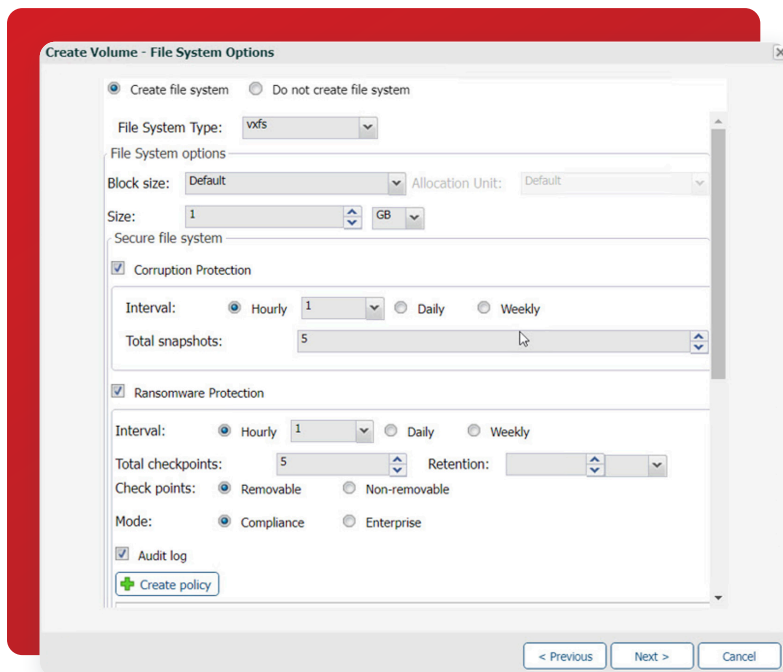 Create Volume - File System Options
Create file system Do not create file system
File System Type: vxfs
File System options
Block size: Default Allocation Unit: Default
Size: 1 GB
Secure file system
Corruption Protection
Interval: Hourly 1 Daily Weekly
Total snapshots: 5
Ransomware Protection
Interval: Hourly 1 Daily Weekly
Total checkpoints: 5 Retention:
Check points: Removable Non-removable
Mode: Compliance Enterprise
Audit log
Create policy
< Previous Next > Cancel